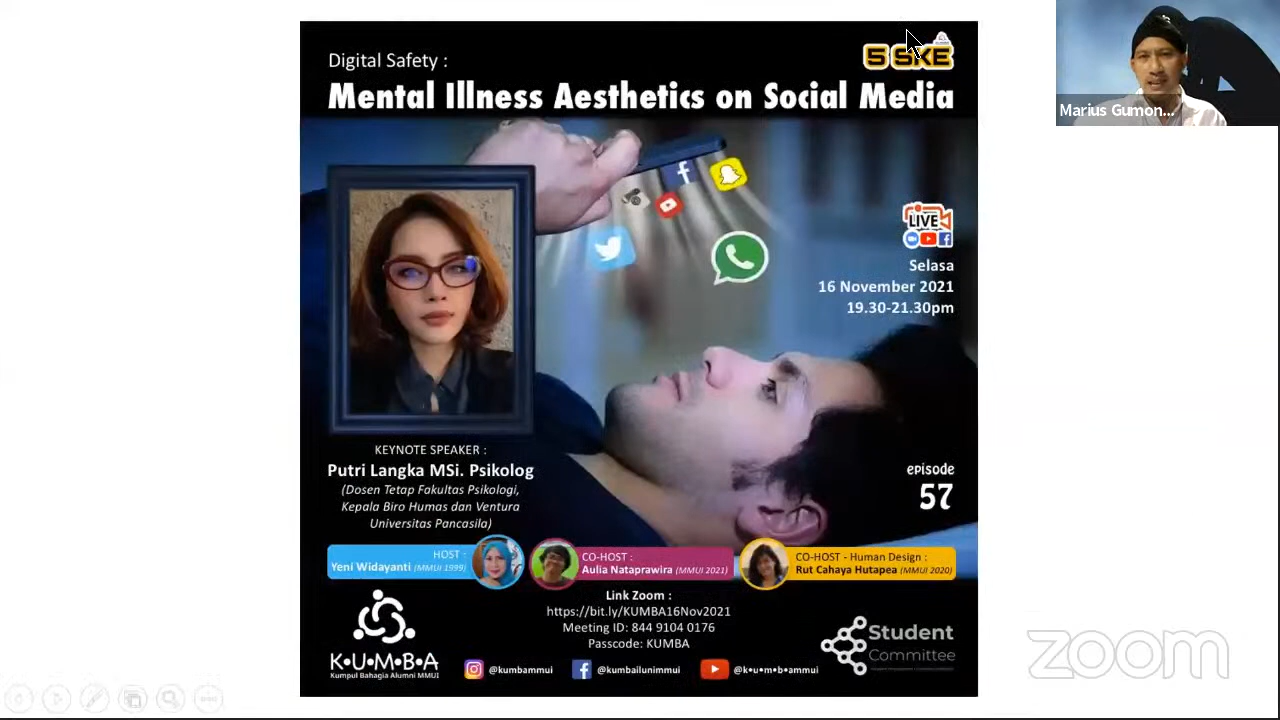 Digital Safety :
5 SKE
Mental Illness Aesthetics on Social Media
Marius Gumon...
LIVE
Selasa
16 November 2021
19.30-21.30pm
KEYNOTE SPEAKER :
Putri Langka MSi. Psikolog
(Dosen Tetap Fakultas Psikologi,
Kepala Biro Humas dan Ventura
Universitas Pancasila)
episode
57
HOST :
Yeni Widayanti (MMUI 1999)
CO-HOST :
Aulia Nataprawira (MMUI 2021)
CO-HOST - Human Design :
Rut Cahaya Hutapea (MMUI 2020)
Link Zoom :
https://bit.ly/KUMBA16Nov2021
Meeting ID: 844 9104 0176
Passcode: KUMBA
K•U•M•B•A
Kumpul Bahagia Alumni MMUI
@kumbammui
@kumbailunimmui
@k•u•m•b•ammui
Student
Committee
zoom